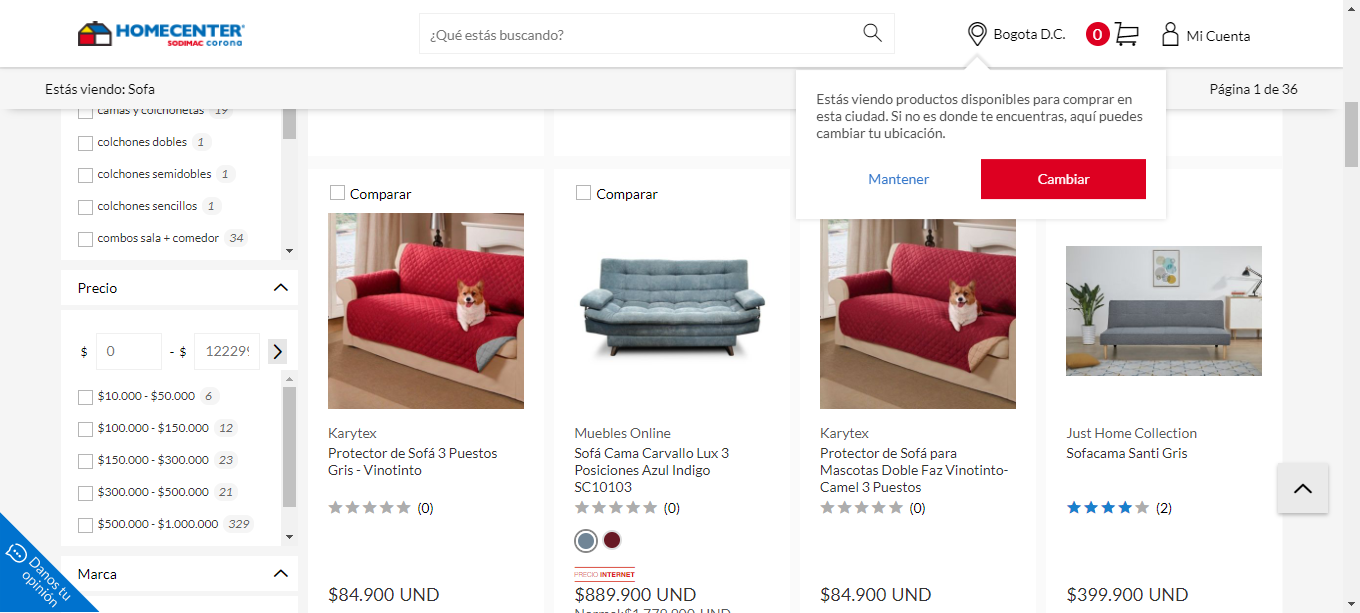 HOMECENTER
SODIMAC corona
¿Qué estás buscando?
Bogota D.C.
0
Mi Cuenta
Estás viendo: Sofa
Página 1 de 36
Estás viendo productos disponibles para comprar en
esta ciudad. Si no es donde te encuentras, aquí puedes
cambiar tu ubicación.
Mantener
Cambiar
camas y colchonetas 19
colchones dobles 1
colchones semidobles 1
colchones sencillos 1
combos sala + comedor 34
Precio
$ 0 - $ 12229
$10.000 - $50.000 6
$100.000 - $150.000 12
$150.000 - $300.000 23
$300.000 - $500.000 21
$500.000 - $1.000.000 329
Marca
Danos tu
opinión
Comparar
Karytex
Protector de Sofá 3 Puestos
Gris - Vinotinto
(0)
$84.900 UND
Comparar
Muebles Online
Sofá Cama Carvallo Lux 3
Posiciones Azul Indigo
SC10103
(0)
PRECIO INTERNET
$889.900 UND
Normal:$1.779.900 UND
Karytex
Protector de Sofá para
Mascotas Doble Faz Vinotinto-
Camel 3 Puestos
(0)
$84.900 UND
Just Home Collection
Sofacama Santi Gris
(2)
$399.900 UND